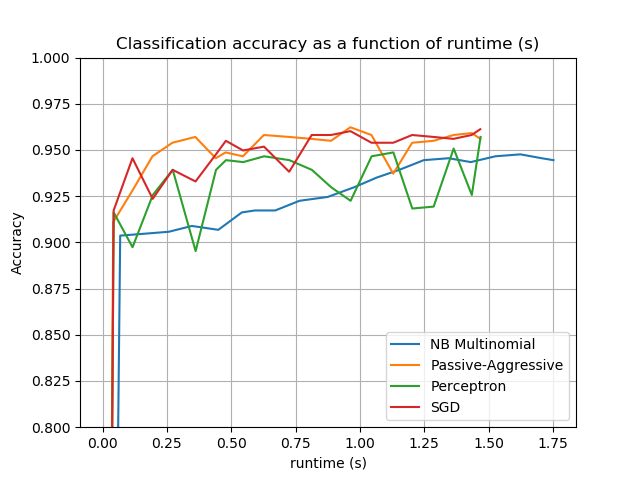 Classification accuracy as a function of runtime (s)
1.000
0.975
0.950
0.925
0.900
0.875
0.850
0.825
0.800
Accuracy
NB Multinomial
Passive-Aggressive
Perceptron
SGD
0.00 0.25 0.50 0.75 1.00 1.25 1.50 1.75
runtime (s)